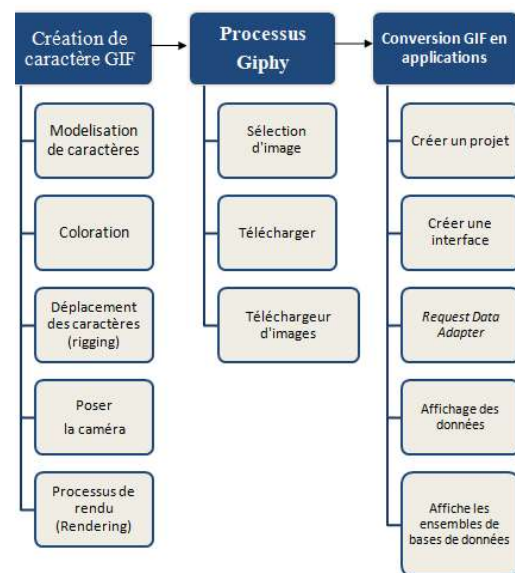 Création de
caractère GIF
Modelisation
de caractères
Coloration
Déplacement
des caractères
(rigging)
Poser
la caméra
Processus de
rendu
(Rendering)
Processus
Giphy
Sélection
d'image
Télécharger
Téléchargeur
d'images
Conversion GIF en
applications
Créer un projet
Créer une
interface
Request Data
Adapter
Affichage des
données
Affiche les
ensembles de
bases de données